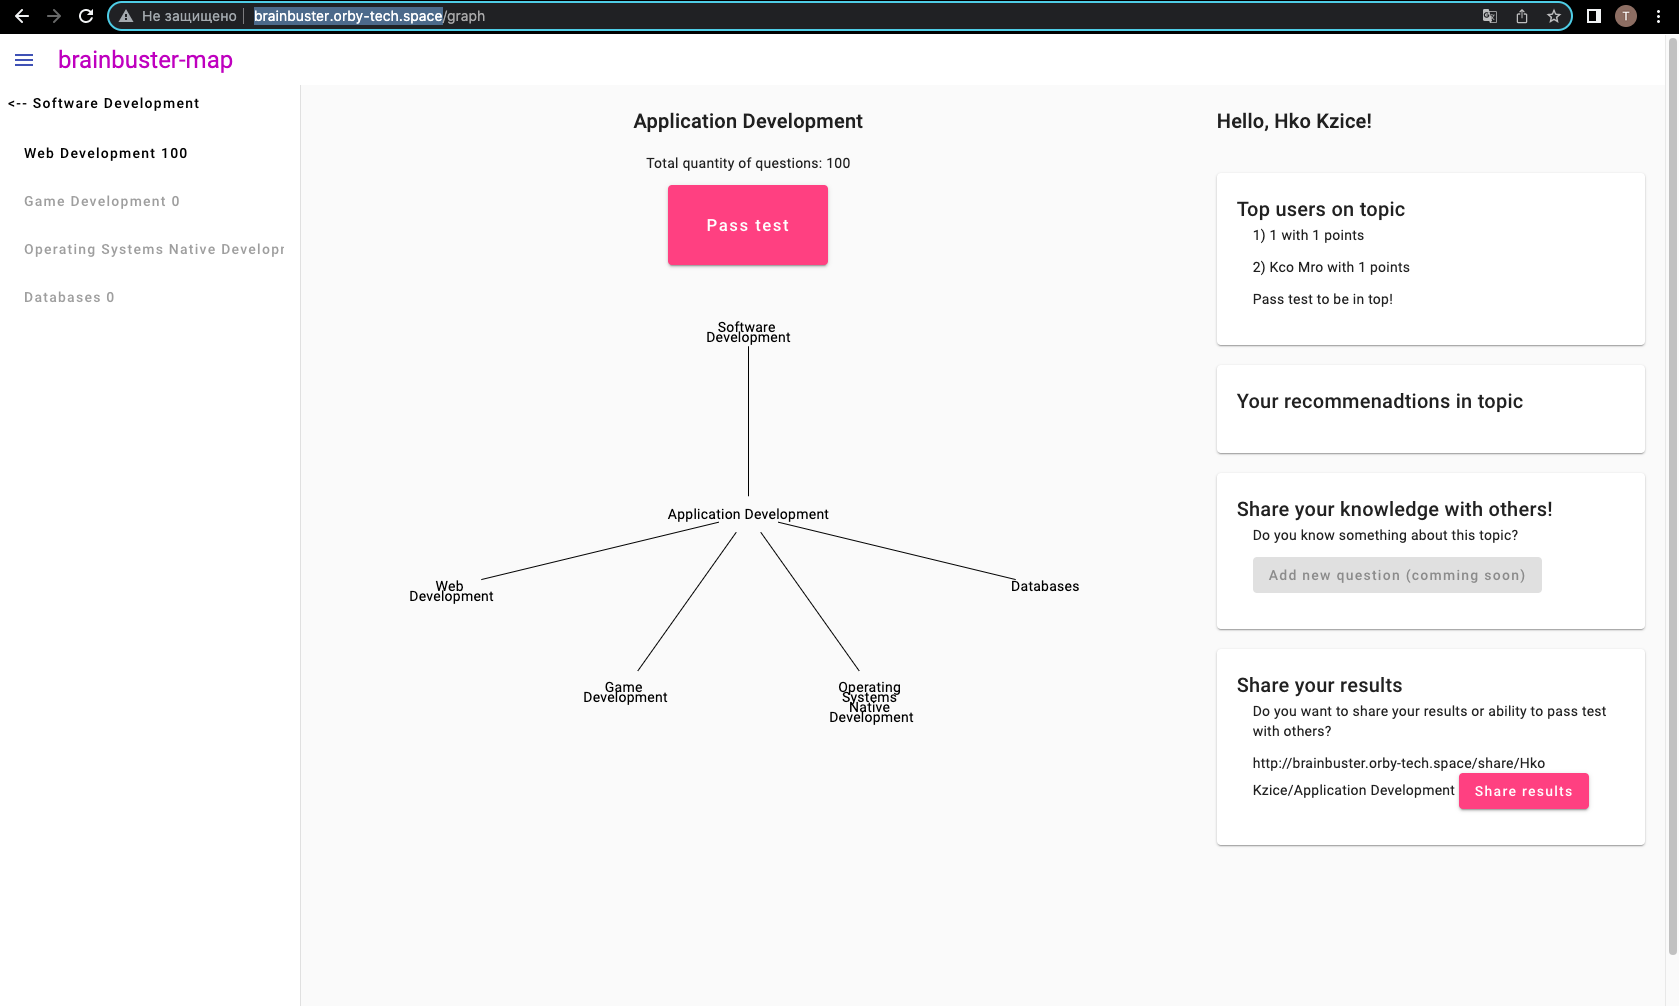 Не защищено
brainbuster.orby-tech.space/graph
T
brainbuster-map
<-- Software Development
Web Development 100
Game Development 0
Operating Systems Native
Databases 0
Application Development
Total quantity of questions: 100
Pass test
Software
Development
Application Development
Web
Development
Databases
Game
Development
Operating
Systems
Native
Development
Hello, Hko Kzice!
Top users on topic
1) 1 with 1 points
2) Kco Mro with 1 points
Pass test to be in top!
Your recommenadtions in topic
Share your knowledge with others!
Do you know something about this topic?
Add new question (comming soon)
Share your results
Do you want to share your results or ability to pass test
with others?
http://brainbuster.orby-tech.space/share/Hko
Kzice/Application Development Share results